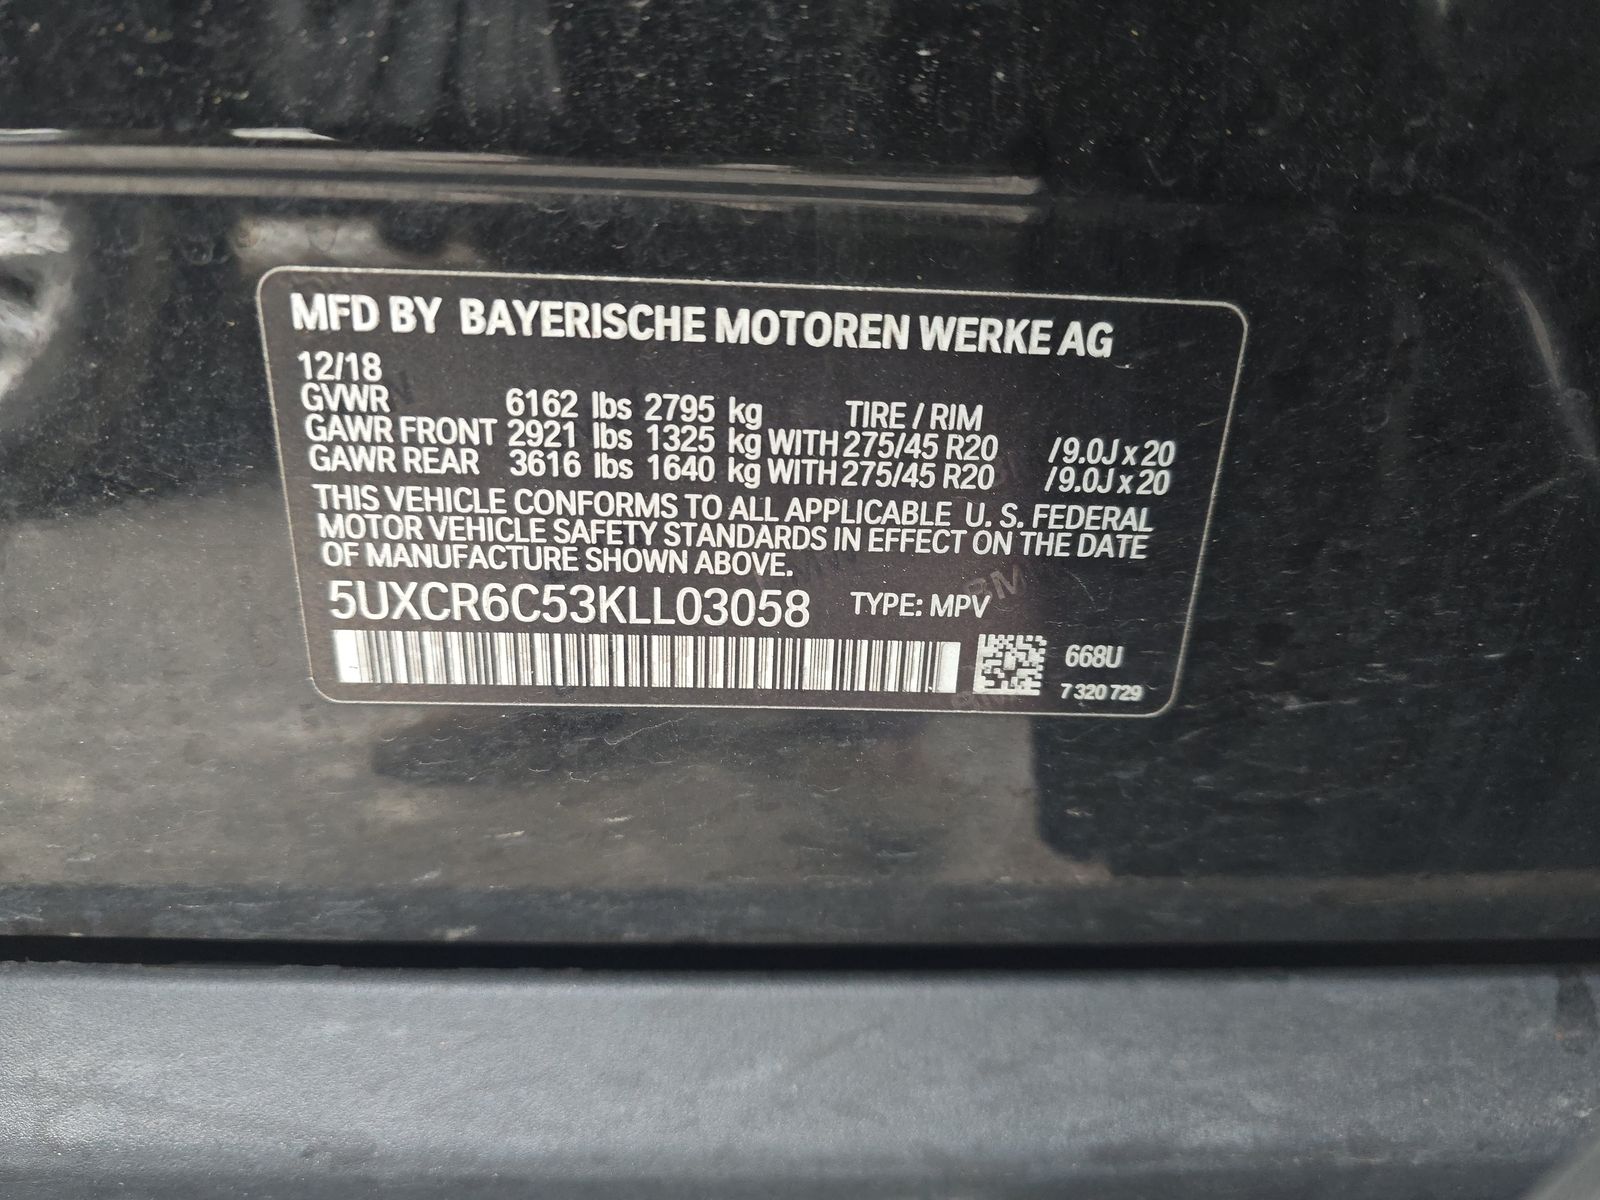 MFD BY BAYERISCHE MOTOREN WERKE AG
12/18
GVWR 6162 lbs 2795 kg TIRE / RIM
GAWR FRONT 2921 lbs 1325 kg WITH 275/45 R20 /9.0J x 20
GAWR REAR 3616 lbs 1640 kg WITH 275/45 R20 /9.0J x 20
THIS VEHICLE CONFORMS TO ALL APPLICABLE U. S. FEDERAL
MOTOR VEHICLE SAFETY STANDARDS IN EFFECT ON THE DATE
OF MANUFACTURE SHOWN ABOVE.
5UXCR6C53KLL03058 TYPE: MPV
668U
7 320 729